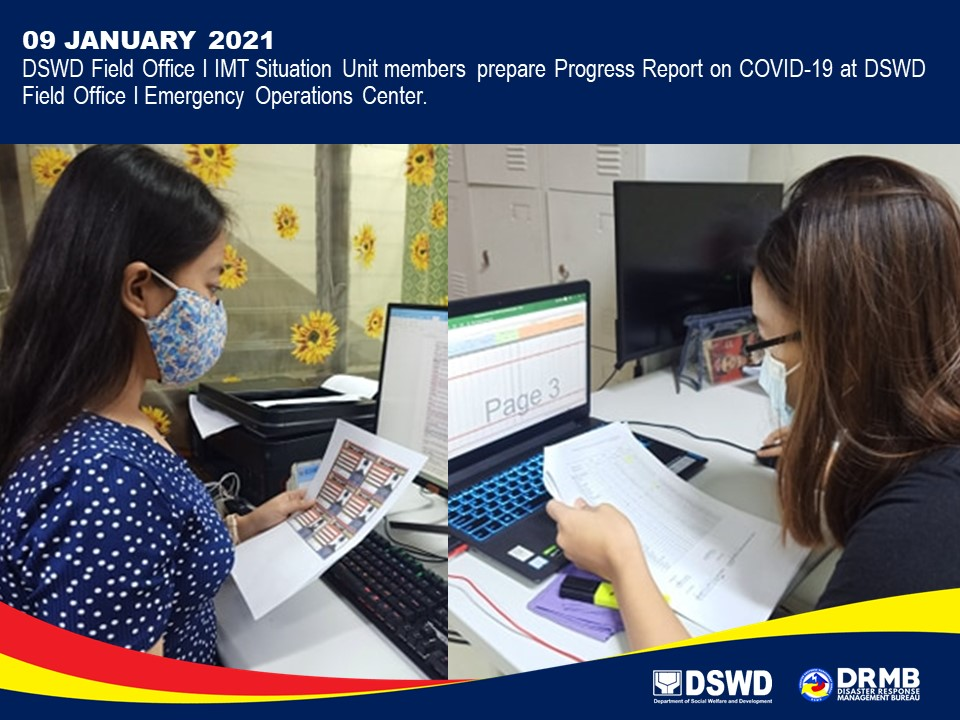 09 JANUARY 2021
DSWD Field Office I IMT Situation Unit members prepare Progress Report on COVID-19 at DSWD
Field Office I Emergency Operations Center.
Page 3
DSWD
Department of Social Welfare and Development
DRMB
DISASTER RESPONSE
MANAGEMENT BUREAU